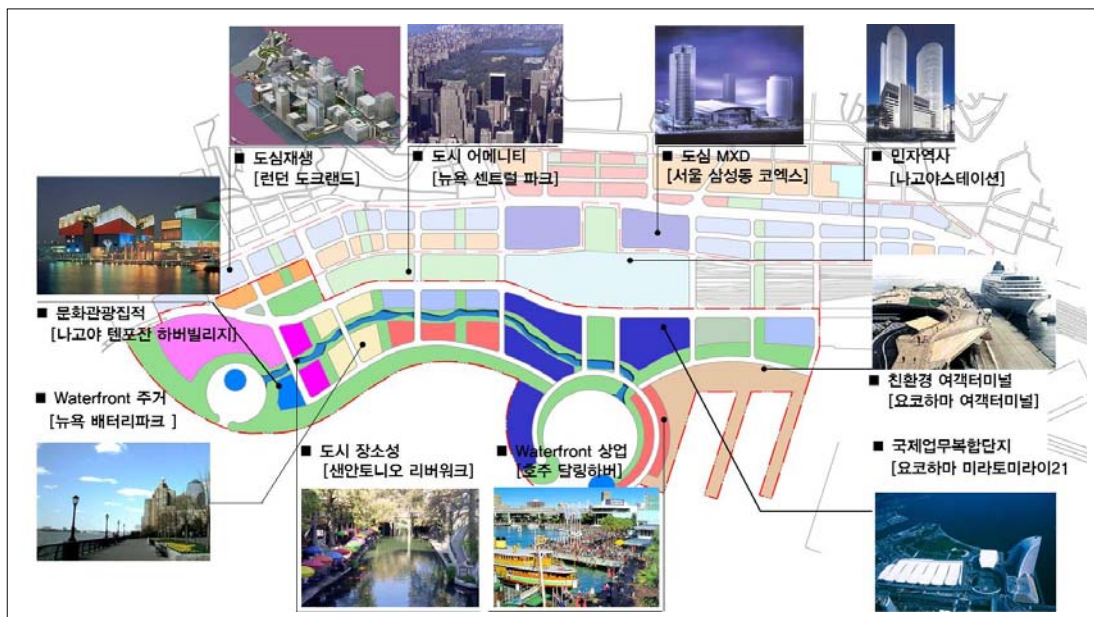 ■ 도심재생
[런던 도크랜드]
■ 도시 어메니티
[뉴욕 센트럴 파크]
■ 도심 MXD
[서울 삼성동 코엑스]
■ 민자역사
[나고야스테이션]
■ 문화관광집적
[나고야 텐포잔 하버빌리지]
■ Waterfront 주거
[뉴욕 배터리파크 ]
■ 도시 장소성
[샌안토니오 리버워크]
■ Waterfront 상업
[호주 달링하버]
■ 친환경 여객터미널
[요코하마 여객터미널]
■ 국제업무복합단지
[요코하마 미라토미라이21